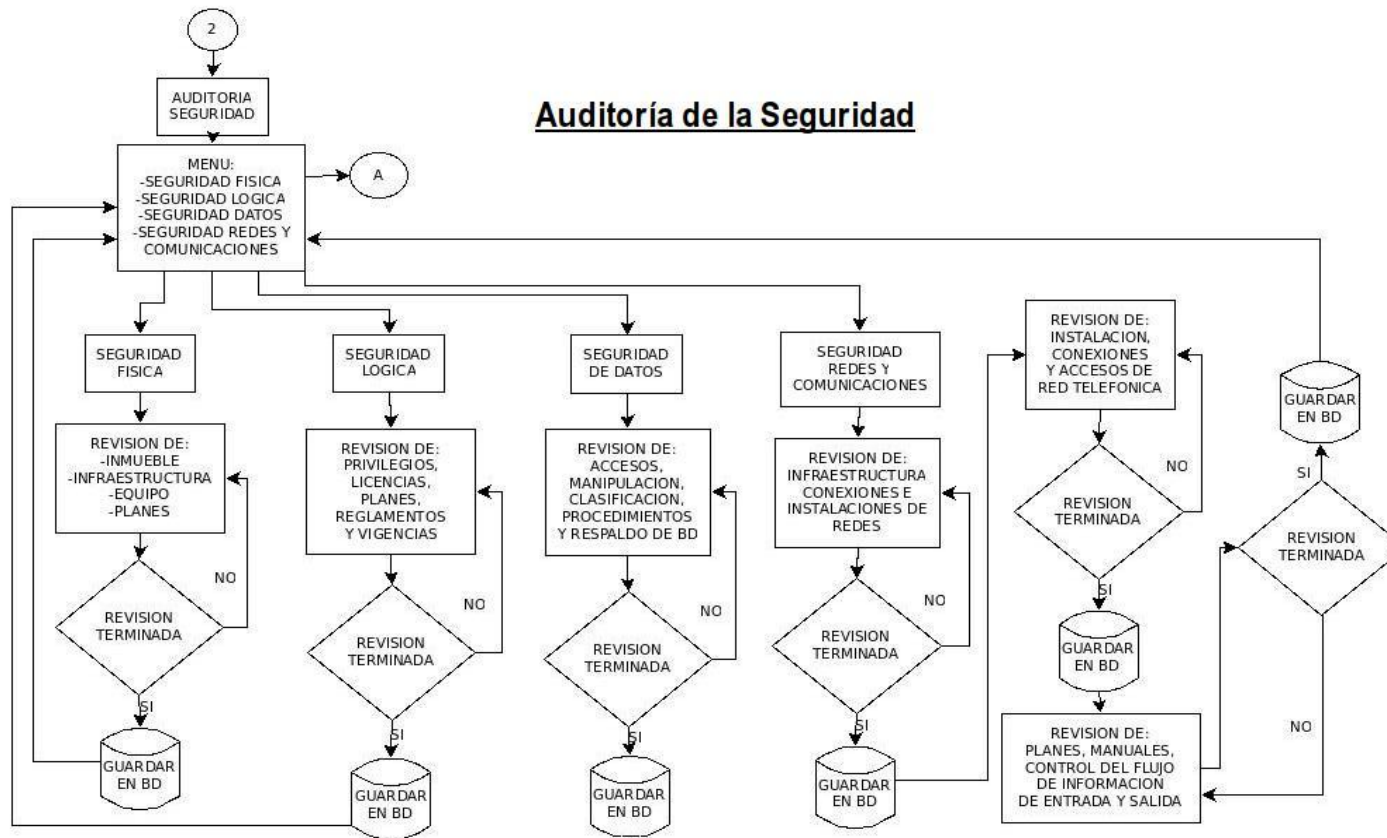 2
AUDITORIA
SEGURIDAD
Auditoría de la Seguridad
MENU:
-SEGURIDAD FISICA
-SEGURIDAD LOGICA
-SEGURIDAD DATOS
-SEGURIDAD REDES Y
COMUNICACIONES
A
SEGURIDAD
FISICA
REVISION DE:
-INMUEBLE
-INFRAESTRUCTURA
-EQUIPO
-PLANES
NO
REVISION
TERMINADA
SI
GUARDAR
EN BD
SEGURIDAD
LOGICA
REVISION DE:
PRIVILEGIOS,
LICENCIAS,
PLANES,
REGLAMENTOS
Y VIGENCIAS
NO
REVISION
TERMINADA
SI
GUARDAR
EN BD
SEGURIDAD
DE DATOS
REVISION DE:
ACCESOS,
MANIPULACION,
CLASIFICACION,
PROCEDIMIENTOS
Y RESPALDO DE BD
NO
REVISION
TERMINADA
SI
GUARDAR
EN BD
SEGURIDAD
REDES Y
COMUNICACIONES
REVISION DE:
INFRAESTRUCTURA
CONEXIONES E
INSTALACIONES DE
REDES
NO
REVISION
TERMINADA
SI
GUARDAR
EN BD
REVISION DE:
INSTALACION,
CONEXIONES
Y ACCESOS DE
RED TELEFONICA
NO
REVISION
TERMINADA
SI
GUARDAR
EN BD
REVISION DE:
PLANES, MANUALES,
CONTROL DEL FLUJO
DE INFORMACION
DE ENTRADA Y SALIDA
GUARDAR
EN BD
SI
REVISION
TERMINADA
NO